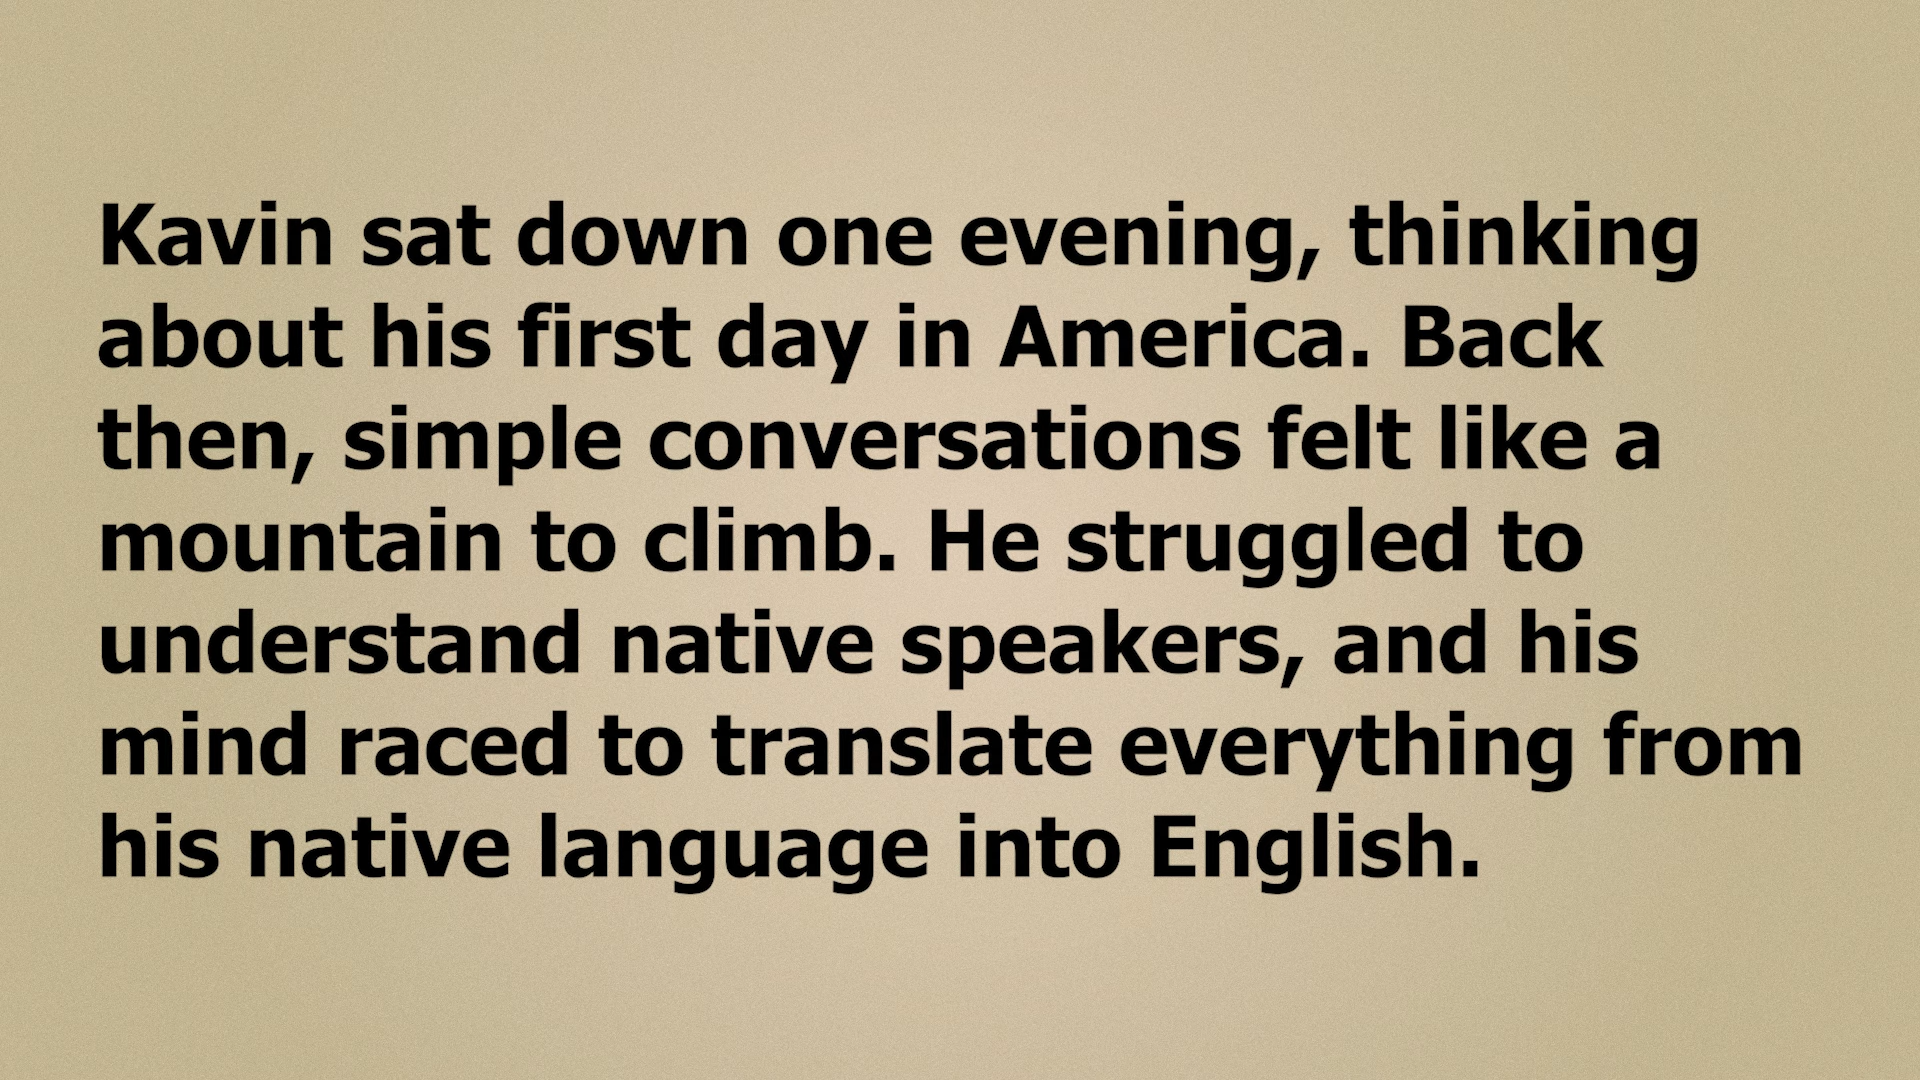 Kavin sat down one evening, thinking
about his first day in America. Back
then, simple conversations felt like a
mountain to climb. He struggled to
understand native speakers, and his
mind raced to translate everything from
his native language into English.